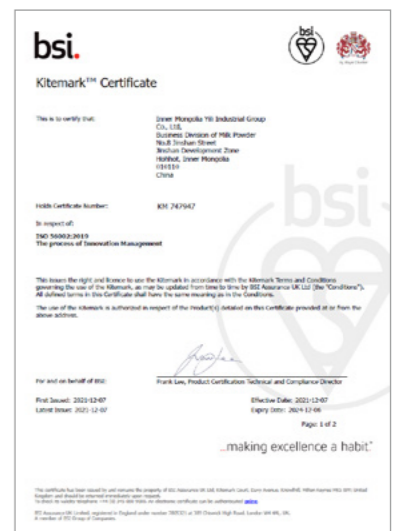 bsi.
bsi
Kitemark™ Certificate
This is to certify that:
Inner Mongolia Yili Industrial Group
Co., Ltd,
Business Division of Milk Powder
No.8 Jinshan Street
Jinshan Development Zone
Hohhot, Inner Mongolia
010110
China
Holds Certificate Number:
KM 747947
In respect of:
ISO 56002:2019
The process of Innovation Management
bsi
This issues the right and licence to use the Kitemark in accordance with the Kitemark Terms and Conditions
governing the use of the Kitemark, as may be updated from time to time by BSI Assurance UK Ltd (the "Conditions").
All defined terms in this Certificate shall have the same meaning as in the Conditions.
The use of the Kitemark is authorized in respect of the Product(s) detailed on this Certificate provided at or from the
above address.
For and on behalf of BSI:
Frank Lee, Product Certification Technical and Compliance Director
First Issued: 2021-12-07
Effective Date: 2021-12-07
Latest Issue: 2021-12-07
Expiry Date: 2024-12-06
Page: 1 of 2
...making excellence a habit.™